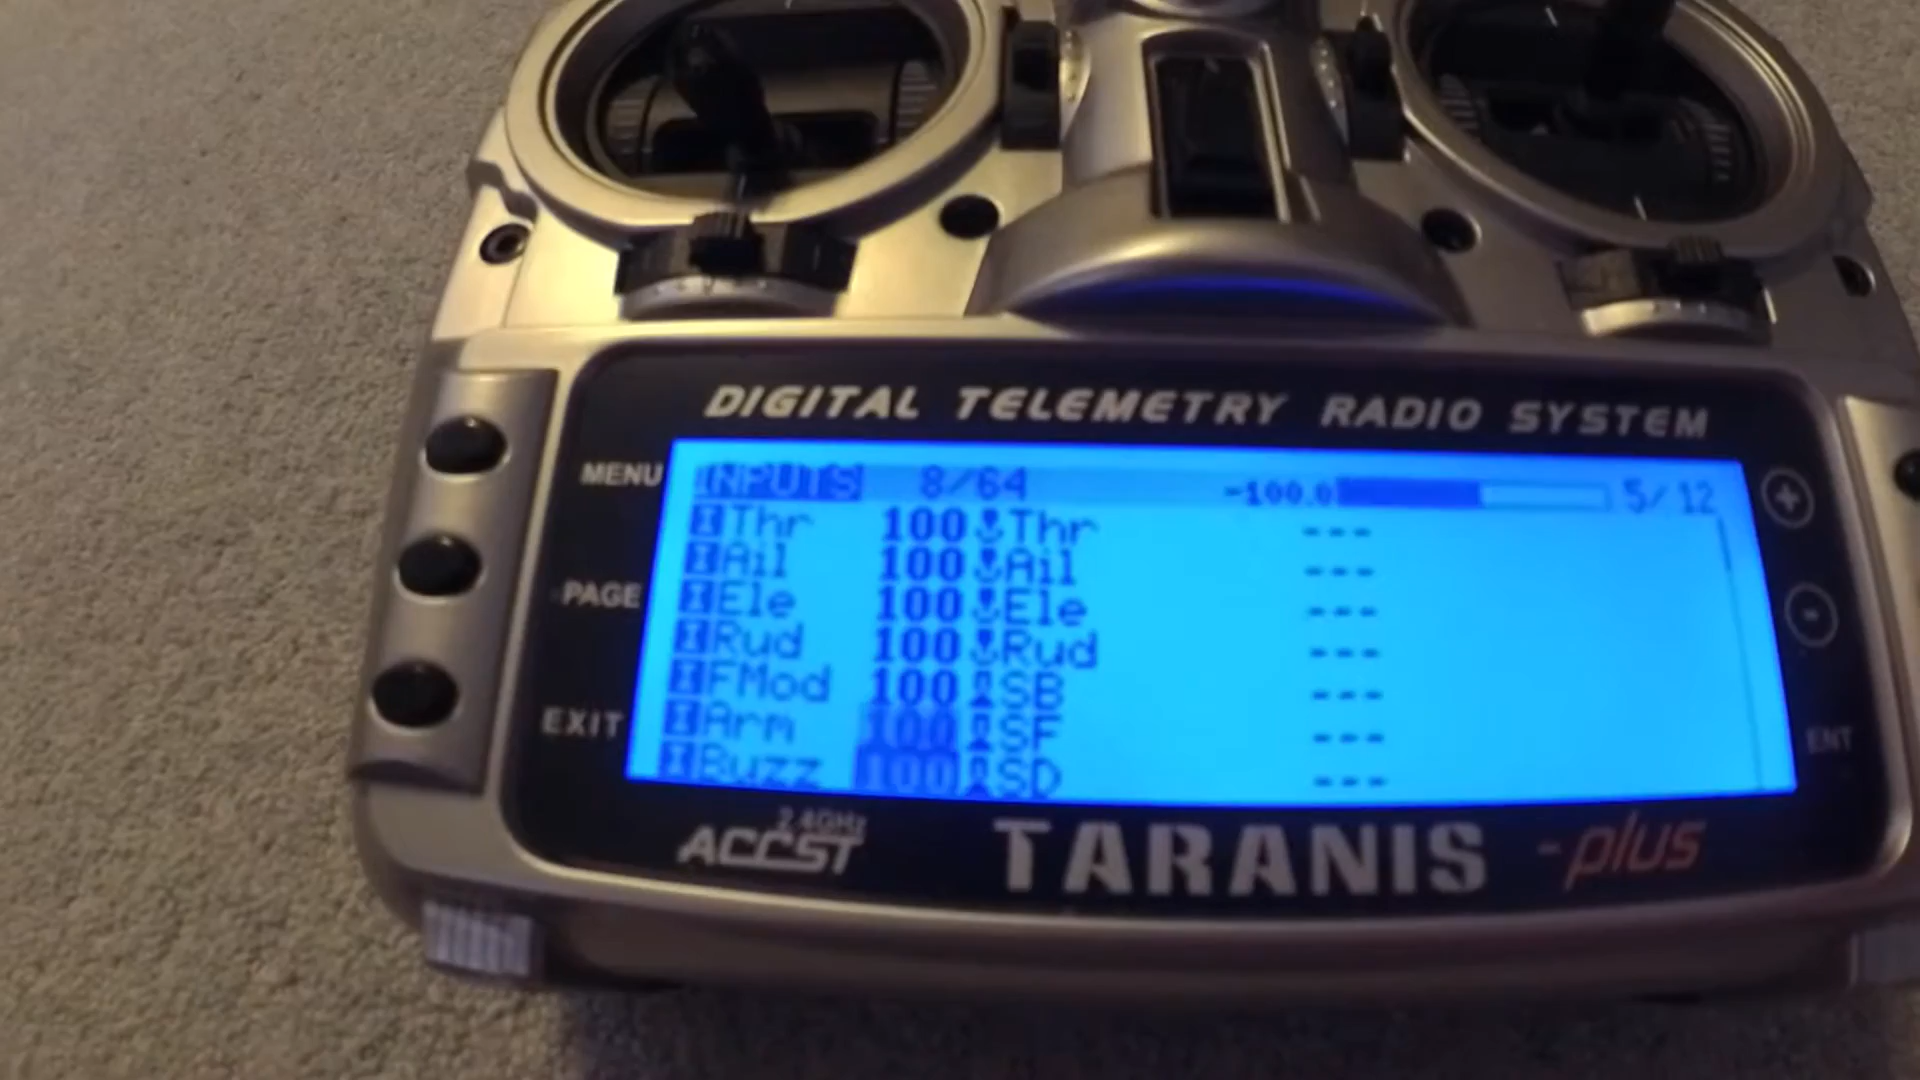 DIGITAL TELEMETRY RADIO SYSTEM
MENU
PAGE
EXIT
INPUTS 8/64 -100.0 5/12
I Thr 100 Thr ---
I Ail 100 Ail ---
I Ele 100 Ele ---
I Rud 100 Rud ---
I FMod 100 SB ---
I Arm 100 SF ---
I Buzz 100 SD ---
+
-
ENT
2.4GHz
ACCST TARANIS -plus